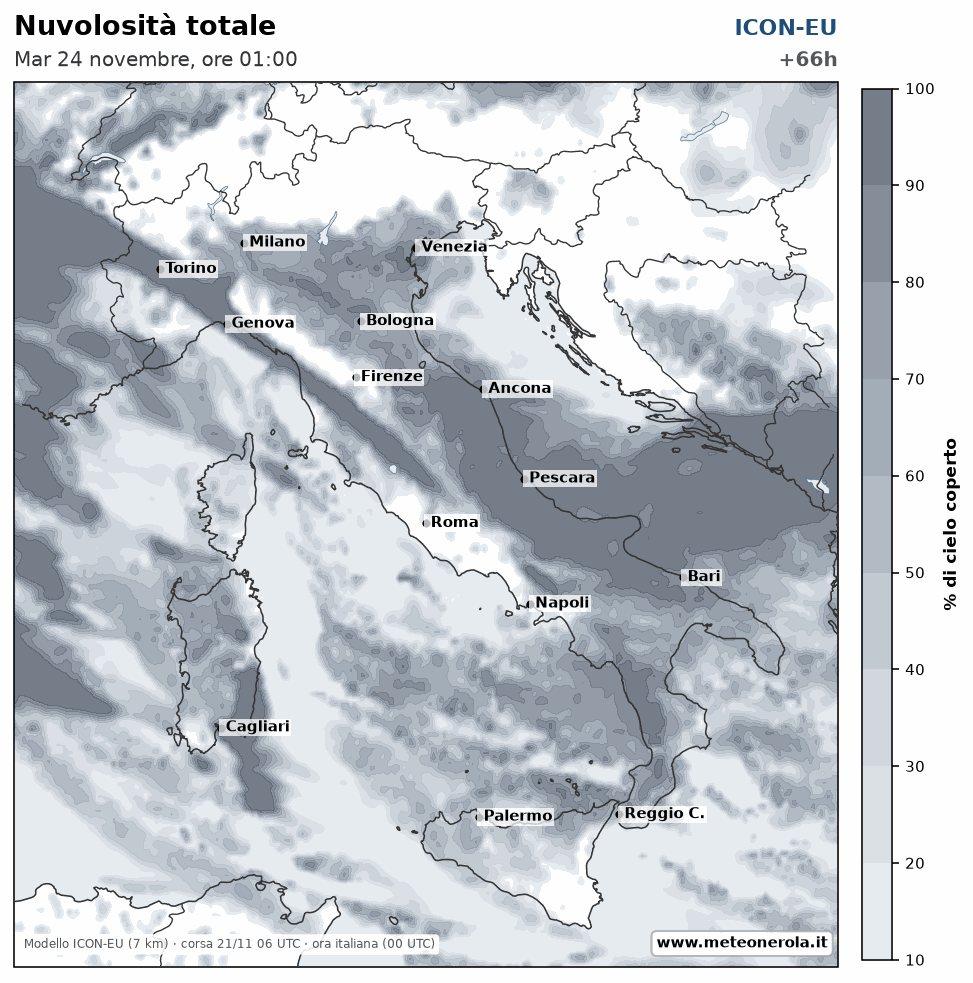 Nuvolosità totale
ICON-EU
Mar 24 novembre, ore 01:00
+66h
100
90
80
70
60
50
40
30
20
10
% di cielo coperto
Milano
Venezia
Torino
Genova
Bologna
Firenze
Ancona
Pescara
Roma
Bari
Napoli
Cagliari
Palermo
Reggio C.
Modello ICON-EU (7 km) · corsa 21/11 06 UTC · ora italiana (00 UTC)
www.meteonerola.it